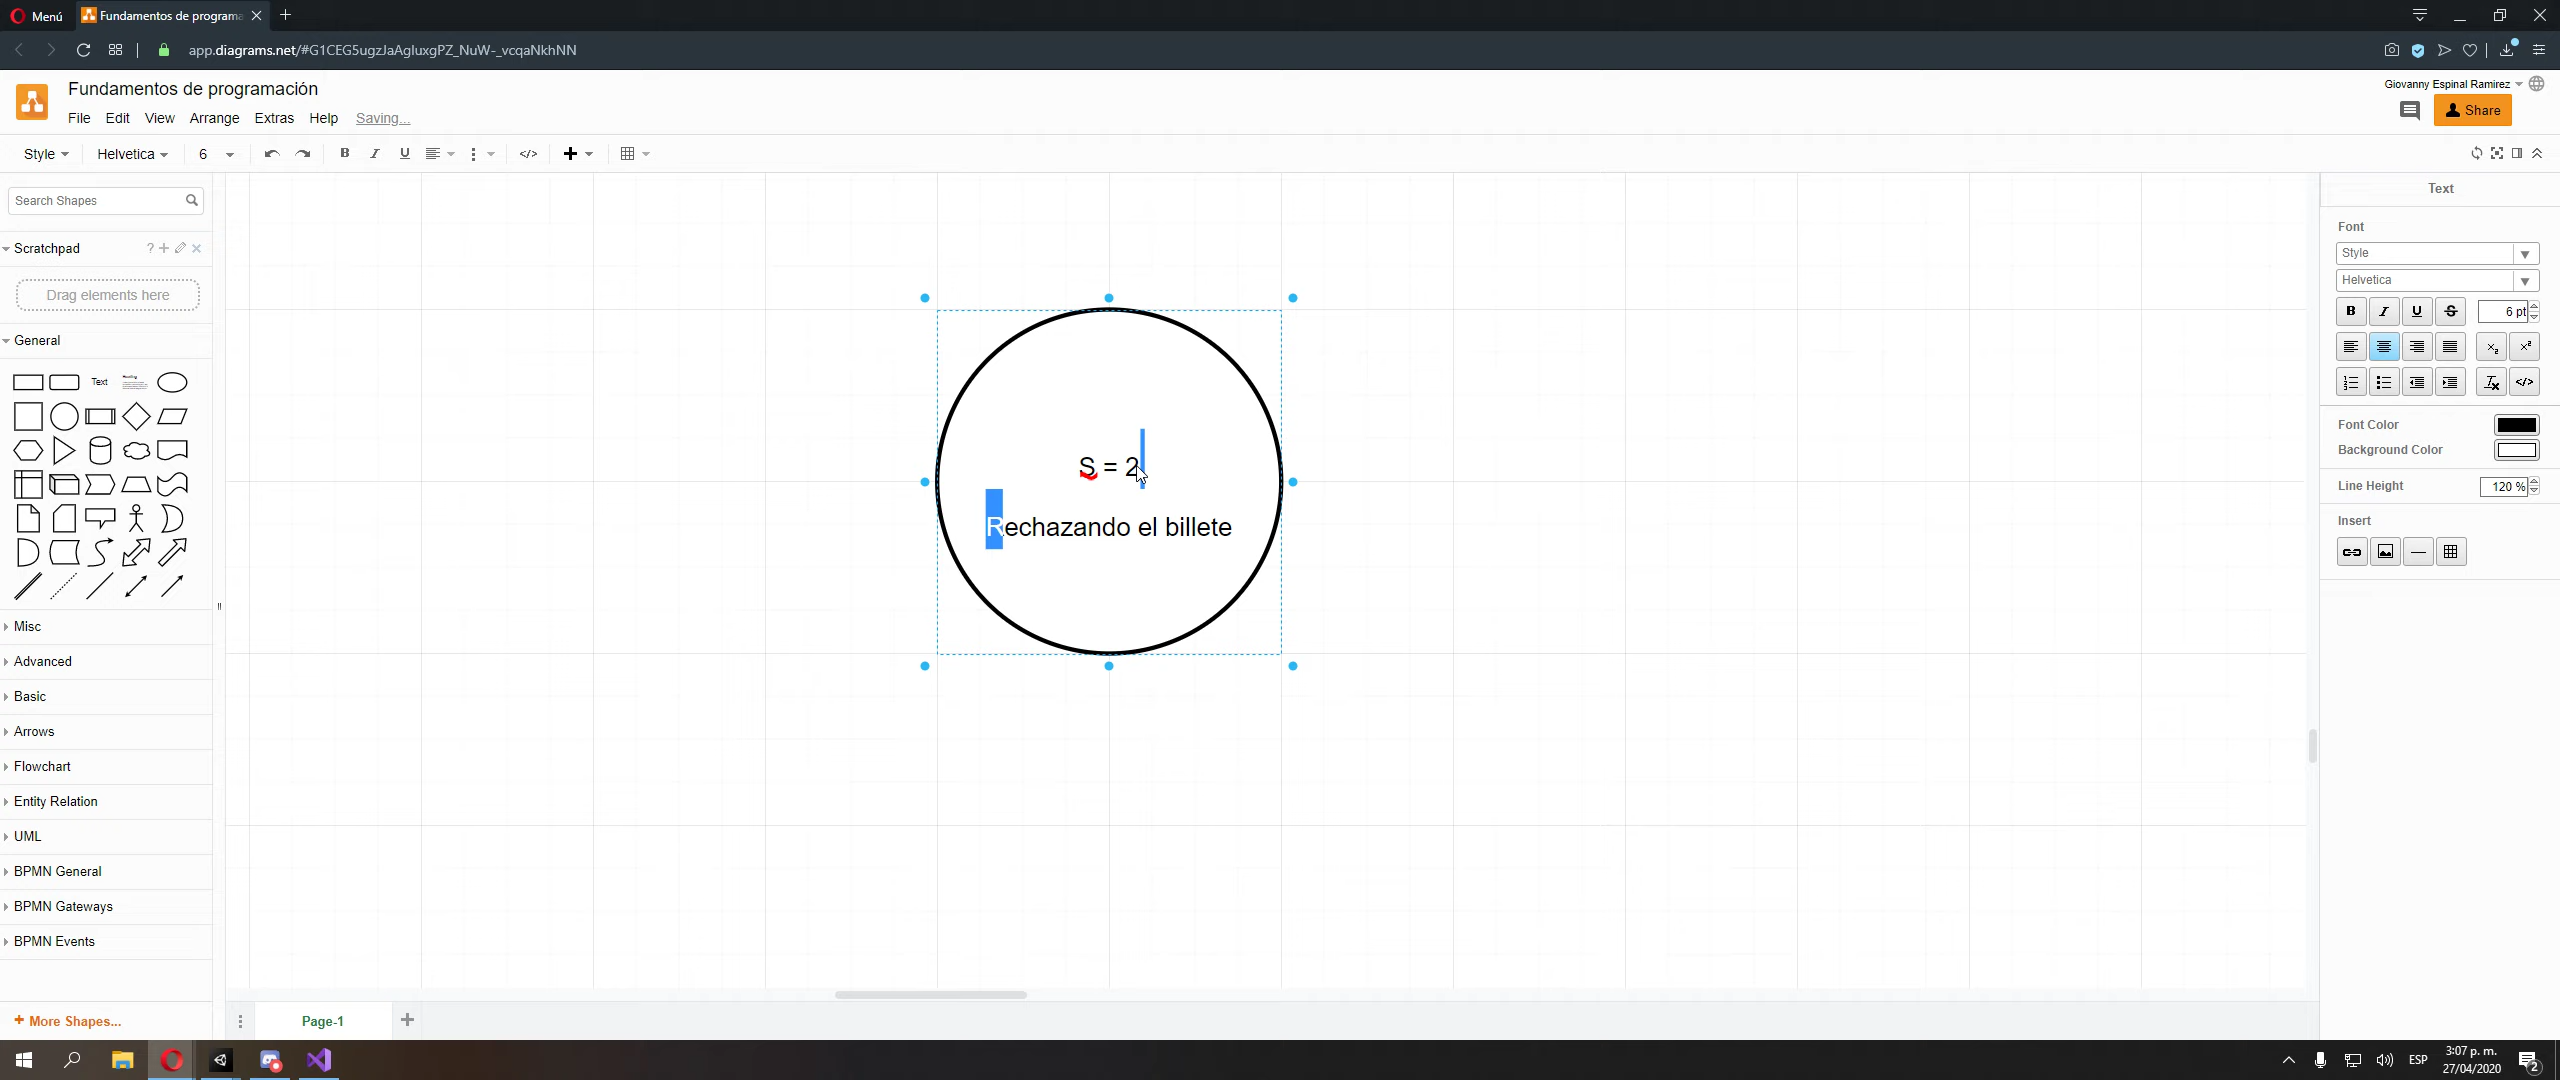 Menú
Fundamentos de programa
app.diagrams.net/#G1CEG5ugzJaAgluxgPZ_NuW-_vcqaNkhNN
Fundamentos de programación
Giovanny Espinal Ramirez
File Edit View Arrange Extras Help Saving...
Share
Style Helvetica 6 B I U
Search Shapes
Scratchpad
Drag elements here
General
Text
Heading
Misc
Advanced
Basic
Arrows
Flowchart
Entity Relation
UML
BPMN General
BPMN Gateways
BPMN Events
+ More Shapes...
S = 2
Rechazando el billete
Page-1
Text
Font
Style
Helvetica
B I U S 6 pt
Font Color
Background Color
Line Height 120 %
Insert
ESP
3:07 p. m.
27/04/2020
2